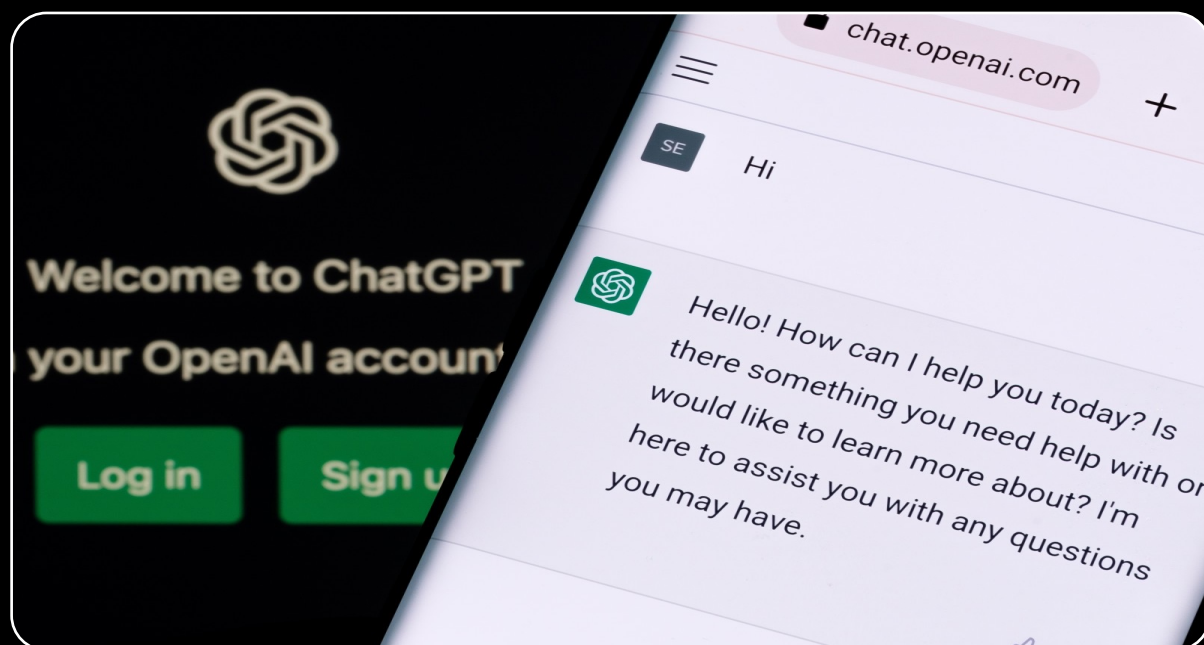 Welcome to ChatGPT
your OpenAI account
Log in
Sign u
chat.openai.com
SE
Hi
Hello! How can I help you today? Is
there something you need help with or
would like to learn more about? I'm
here to assist you with any questions
you may have.